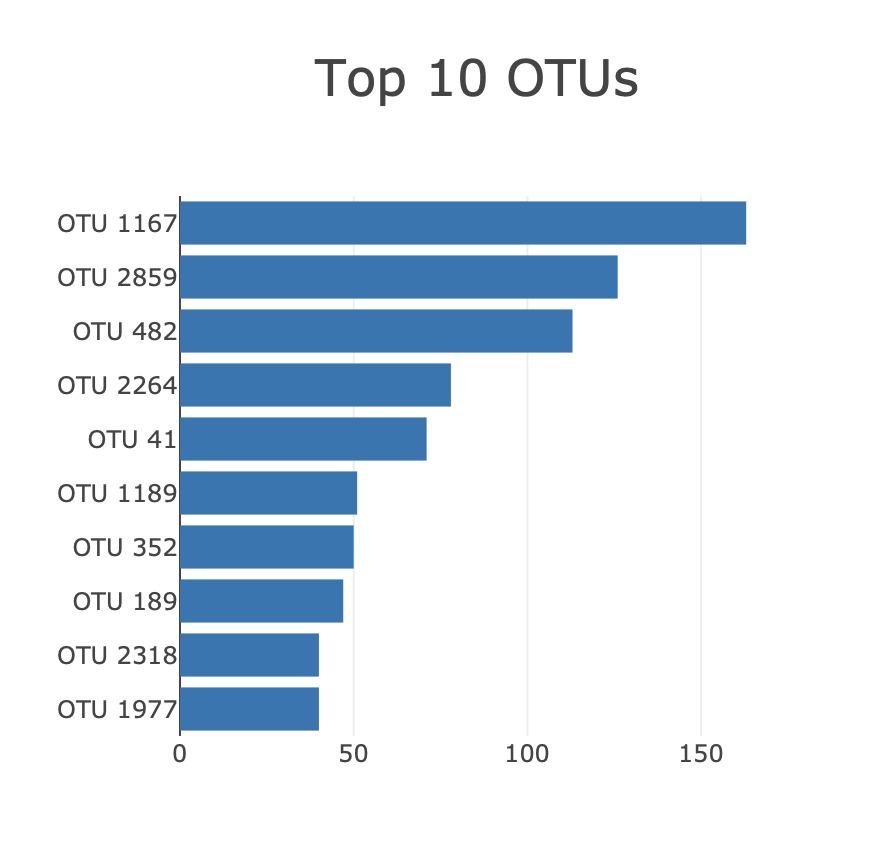 Top 10 OTUs
OTU 1167
OTU 2859
OTU 482
OTU 2264
OTU 41
OTU 1189
OTU 352
OTU 189
OTU 2318
OTU 1977
0 50 100 150